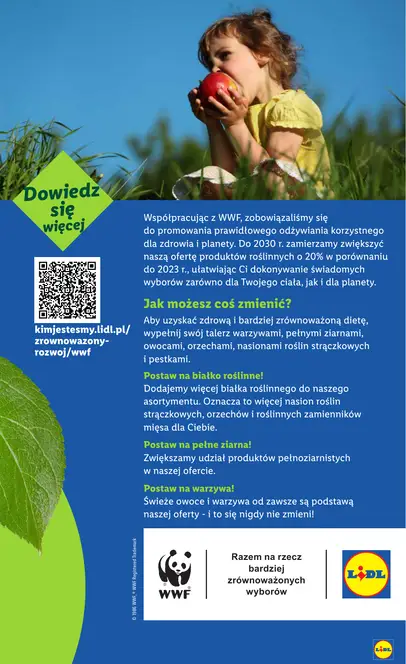 Dowiedz
się
więcej
kimjestesmy.lidl.pl/
zrownowazony-
rozwoj/wwf
Współpracując z WWF, zobowiązaliśmy się
do promowania prawidłowego odżywiania korzystnego
dla zdrowia i planety. Do 2030 r. zamierzamy zwiększyć
naszą ofertę produktów roślinnych o 20% w porównaniu
do 2023 r., ułatwiając Ci dokonywanie świadomych
wyborów zarówno dla Twojego ciała, jak i dla planety.
Jak możesz coś zmienić?
Aby uzyskać zdrową i bardziej zrównoważoną dietę,
wypełnij swój talerz warzywami, pełnymi ziarnami,
owocami, orzechami, nasionami roślin strączkowych
i pestkami.
Postaw na białko roślinne!
Dodajemy więcej białka roślinnego do naszego
asortymentu. Oznacza to więcej nasion roślin
strączkowych, orzechów i roślinnych zamienników
mięsa dla Ciebie.
Postaw na pełne ziarna!
Zwiększamy udział produktów pełnoziarnistych
w naszej ofercie.
Postaw na warzywa!
Świeże owoce i warzywa od zawsze są podstawą
naszej oferty - i to się nigdy nie zmieni!
© 1986 WWF, ® WWF Registered Trademark
WWF
Razem na rzecz
bardziej
zrównoważonych
wyborów
LIDL
LIDL